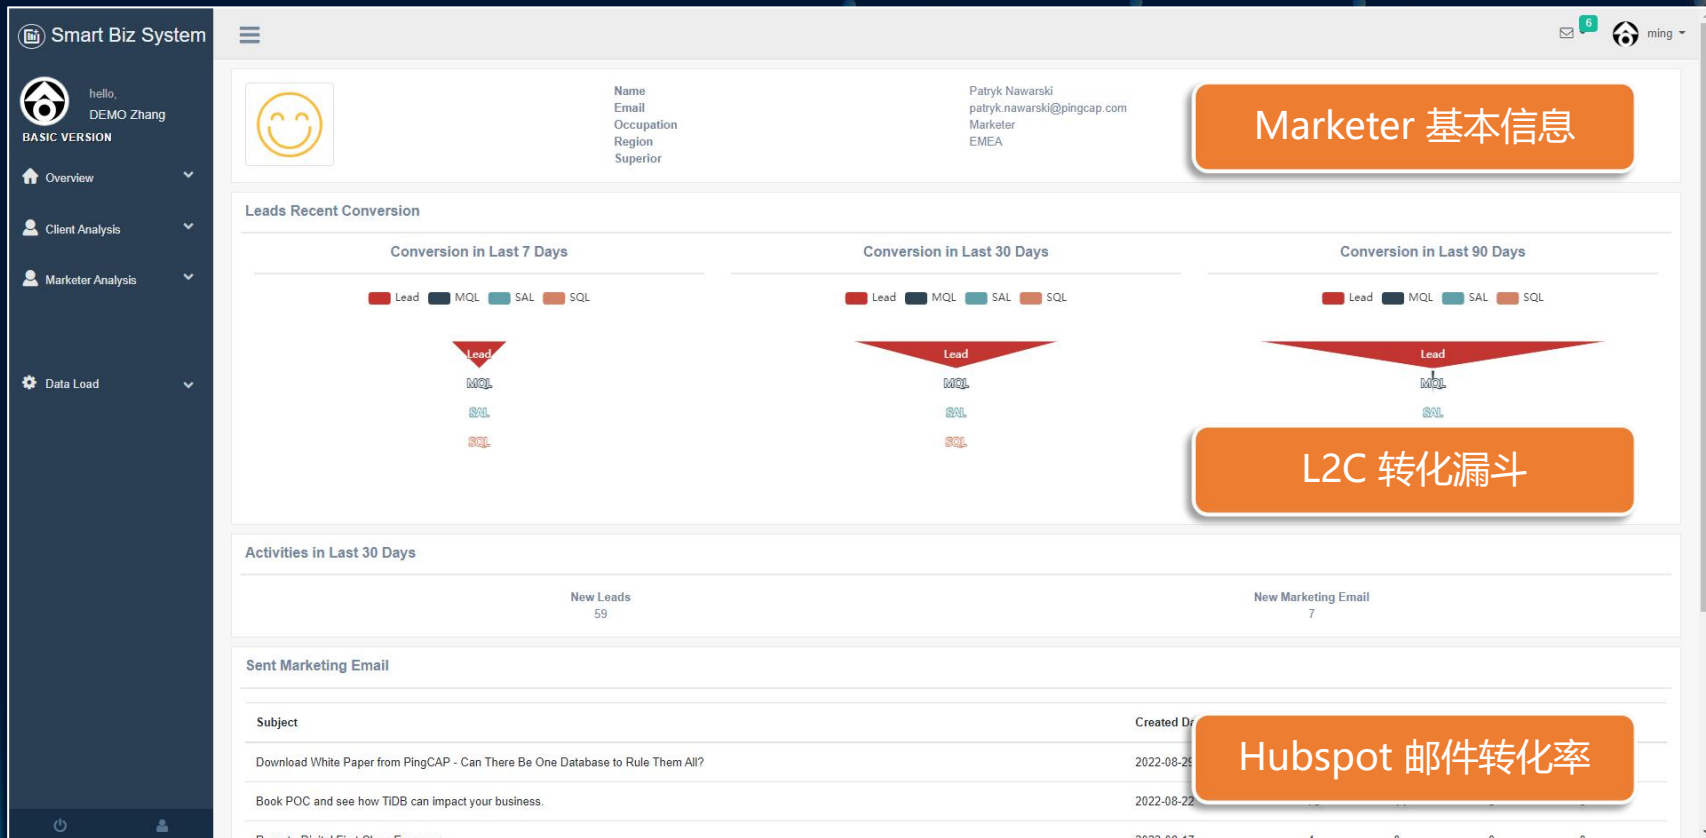 Smart Biz System
6
ming
hello,
DEMO Zhang
BASIC VERSION
Overview
Client Analysis
Marketer Analysis
Data Load
Name Patryk Nawarski
Email patryk.nawarski@pingcap.com
Occupation Marketer
Region EMEA
Superior
Marketer 基本信息
Leads Recent Conversion
Conversion in Last 7 Days
Lead MQL SAL SQL
Lead
MQL
SAL
SQL
Conversion in Last 30 Days
Lead MQL SAL SQL
Lead
MQL
SAL
SQL
Conversion in Last 90 Days
Lead MQL SAL SQL
Lead
MQL
SAL
L2C 转化漏斗
Activities in Last 30 Days
New Leads New Marketing Email
59 7
Sent Marketing Email
Subject Created
Download White Paper from PingCAP - Can There Be One Database to Rule Them All? 2022-08-29
Book POC and see how TiDB can impact your business. 2022-08-22
Hubspot 邮件转化率